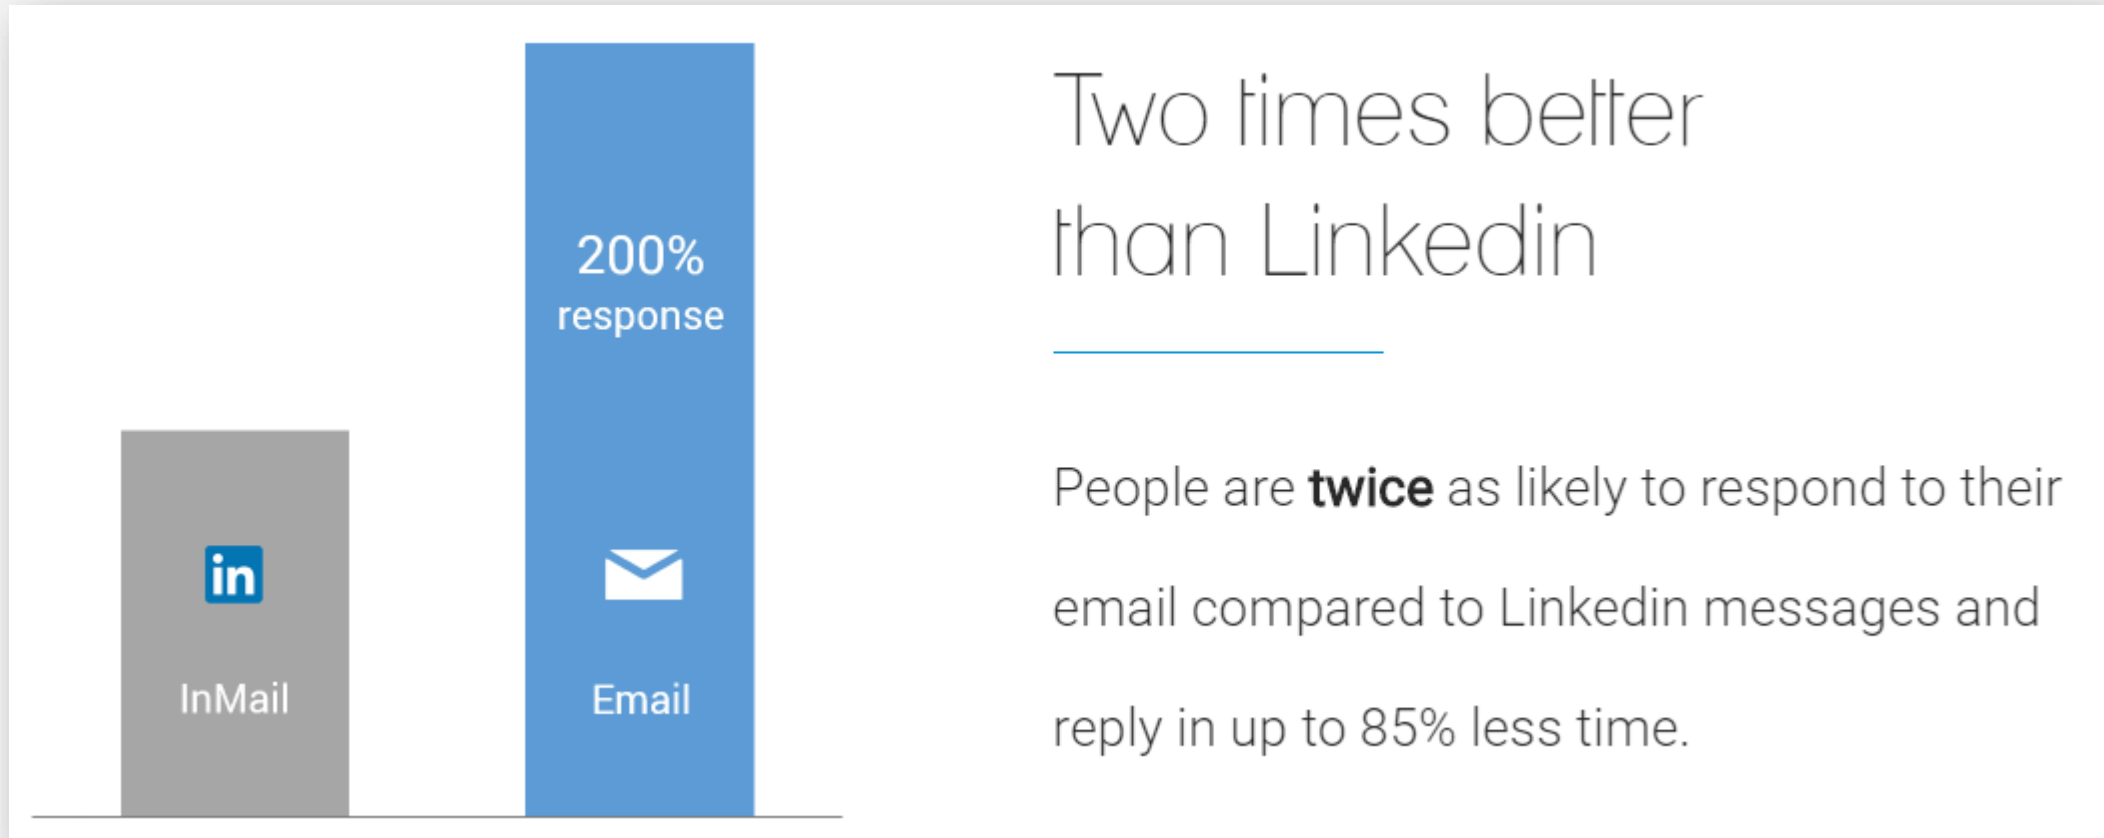 200%
response
in
InMail
Email
Two times better
than Linkedin
People are twice as likely to respond to their
email compared to Linkedin messages and
reply in up to 85% less time.